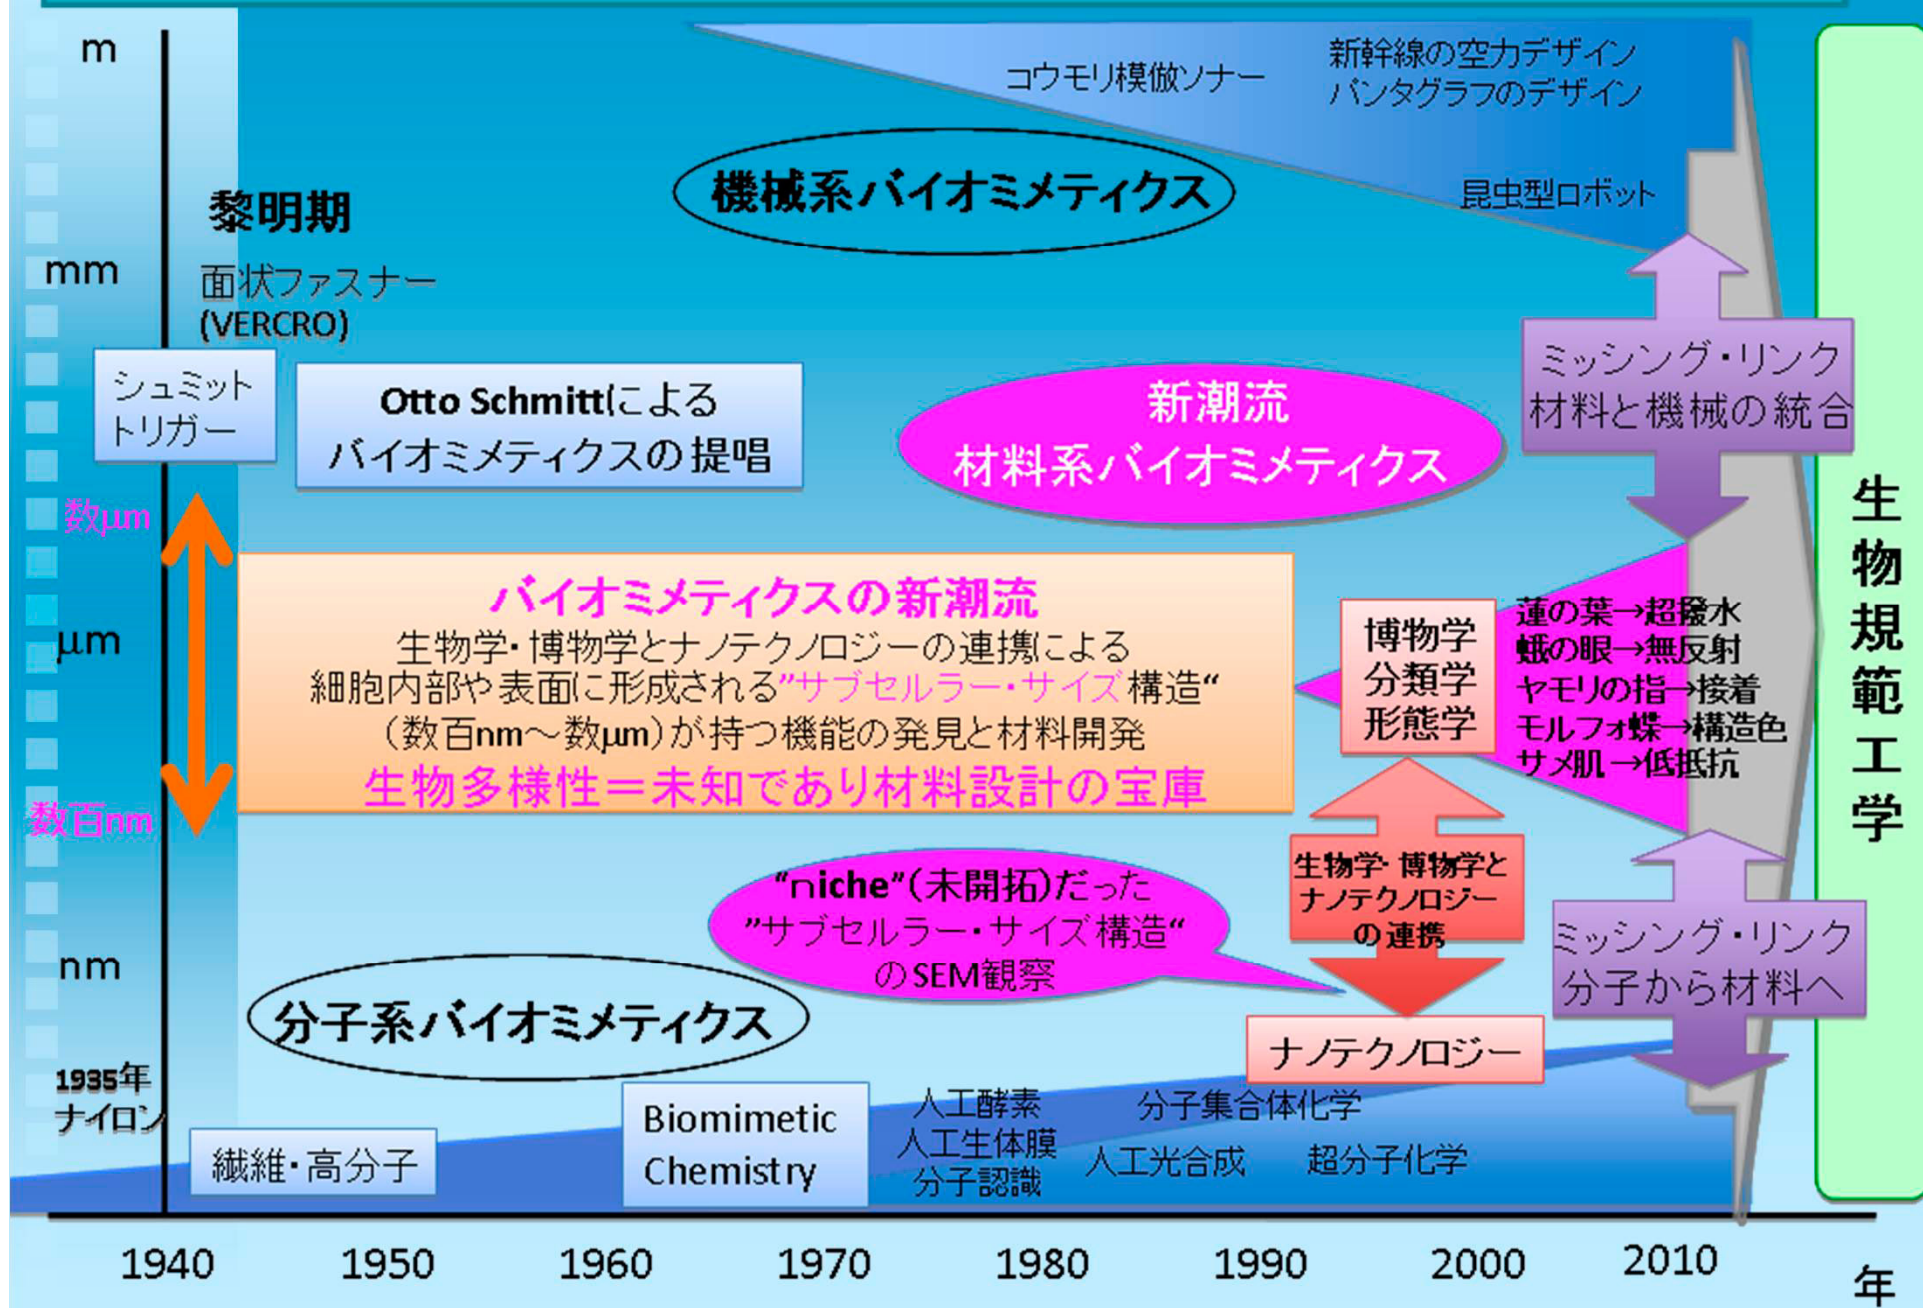 m
コウモリ模倣ソナー
新幹線の空力デザイン
パンタグラフのデザイン
機械系バイオミメティクス
昆虫型ロボット
黎明期
mm
面状ファスナー
(VERCRO)
シュミット
トリガー
Otto Schmittによる
バイオミメティクスの提唱
新潮流
材料系バイオミメティクス
ミッシング・リンク
材料と機械の統合
数μm
μm
数百nm
バイオミメティクスの新潮流
生物学・博物学とナノテクノロジーの連携による
細胞内部や表面に形成される"サブセルラー・サイズ構造“
（数百nm～数μm）が持つ機能の発見と材料開発
生物多様性＝未知であり材料設計の宝庫
博物学
分類学
形態学
蓮の葉→超撥水
蛾の眼→無反射
ヤモリの指→接着
モルフォ蝶→構造色
サメ肌→低抵抗
生物規範工学
生物学・博物学と
ナノテクノロジー
の連携
"niche"(未開拓)だった
"サブセルラー・サイズ構造“
のSEM観察
ミッシング・リンク
分子から材料へ
nm
分子系バイオミメティクス
ナノテクノロジー
1935年
ナイロン
繊維・高分子
Biomimetic
Chemistry
人工酵素
人工生体膜
分子認識
分子集合体化学
人工光合成
超分子化学
1940
1950
1960
1970
1980
1990
2000
2010
年